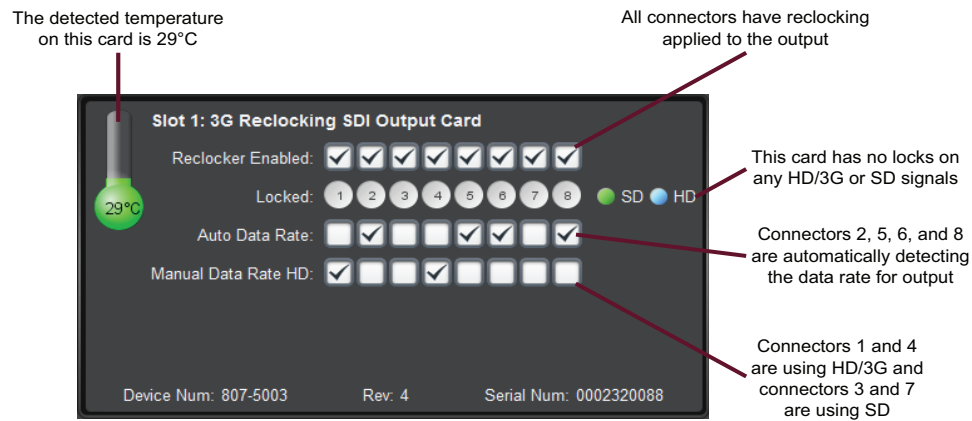 The detected temperature
on this card is 29°C
All connectors have reclocking
applied to the output
Slot 1: 3G Reclocking SDI Output Card
Reclocker Enabled:
Locked: 1 2 3 4 5 6 7 8 SD HD
29°C
Auto Data Rate:
Manual Data Rate HD:
Device Num: 807-5003 Rev: 4 Serial Num: 0002320088
This card has no locks on
any HD/3G or SD signals
Connectors 2, 5, 6, and 8
are automatically detecting
the data rate for output
Connectors 1 and 4
are using HD/3G and
connectors 3 and 7
are using SD